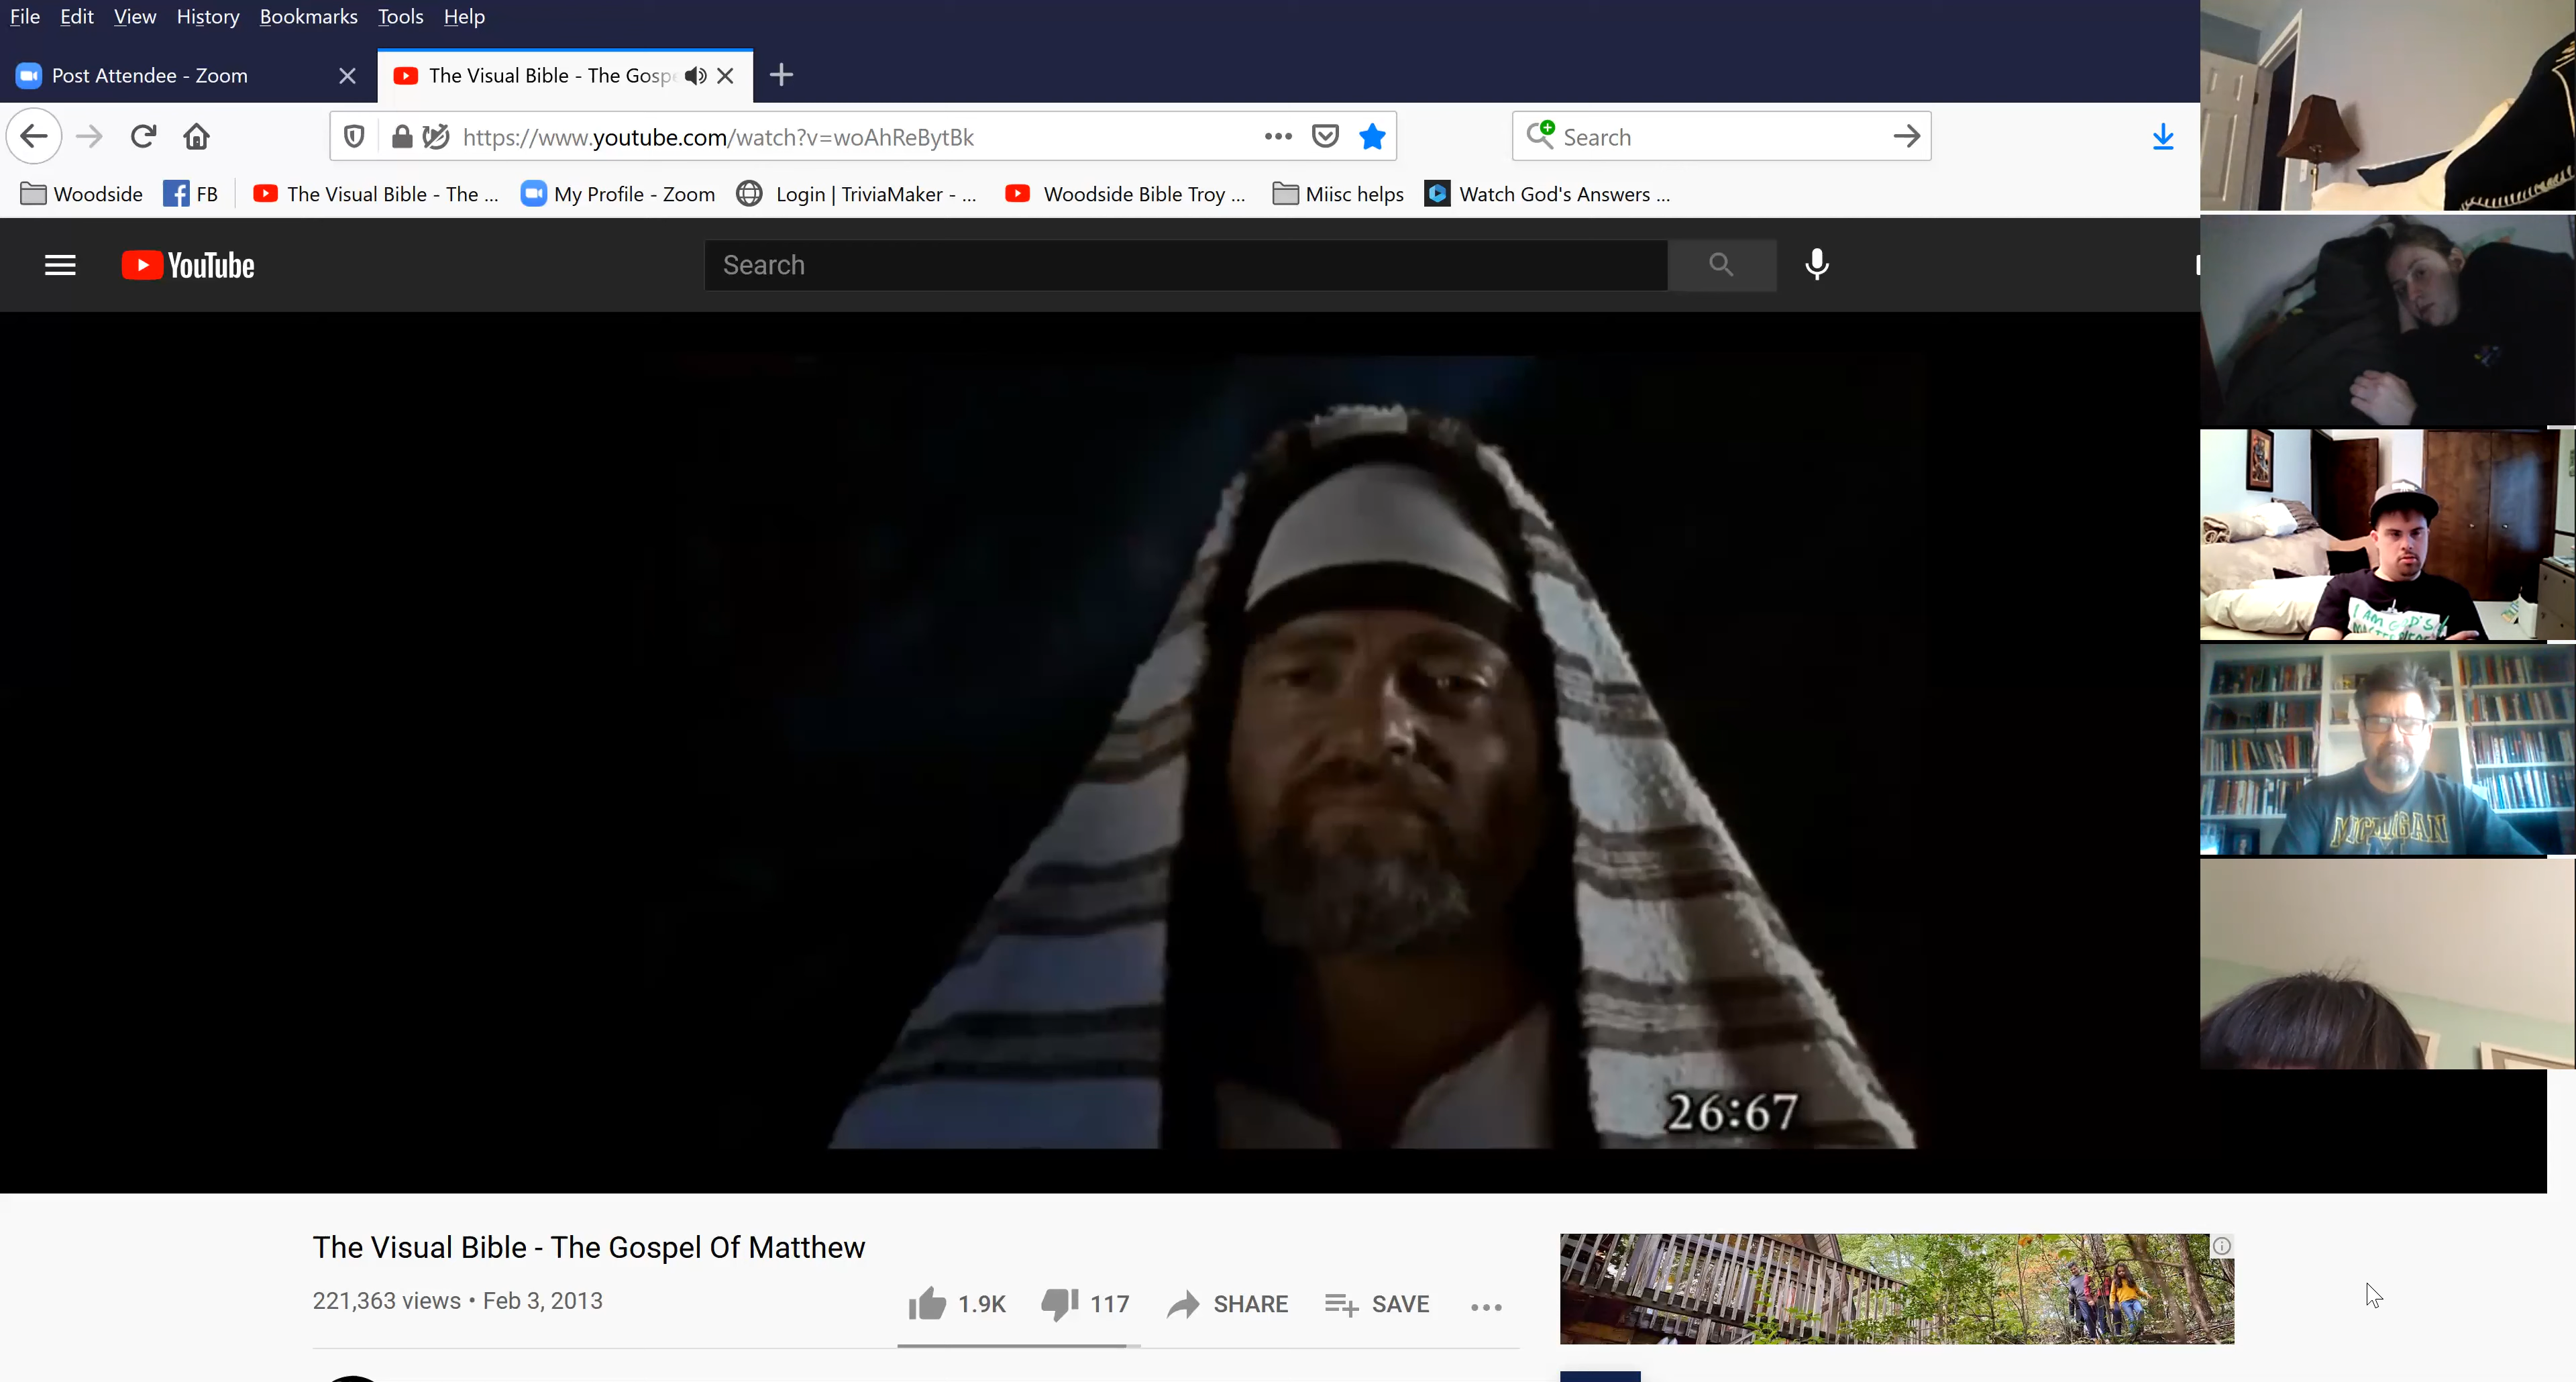 File Edit View History Bookmarks Tools Help
Post Attendee - Zoom
The Visual Bible - The Gosp
https://www.youtube.com/watch?v=woAhReBytBk
Search
Woodside
FB
The Visual Bible - The ...
My Profile - Zoom
Login | TriviaMaker - ...
Woodside Bible Troy ...
Miisc helps
Watch God's Answers ...
YouTube
Search
I AM GOD'S
MICHIGAN
26:67
The Visual Bible - The Gospel Of Matthew
221,363 views • Feb 3, 2013
1.9K
117
SHARE
SAVE